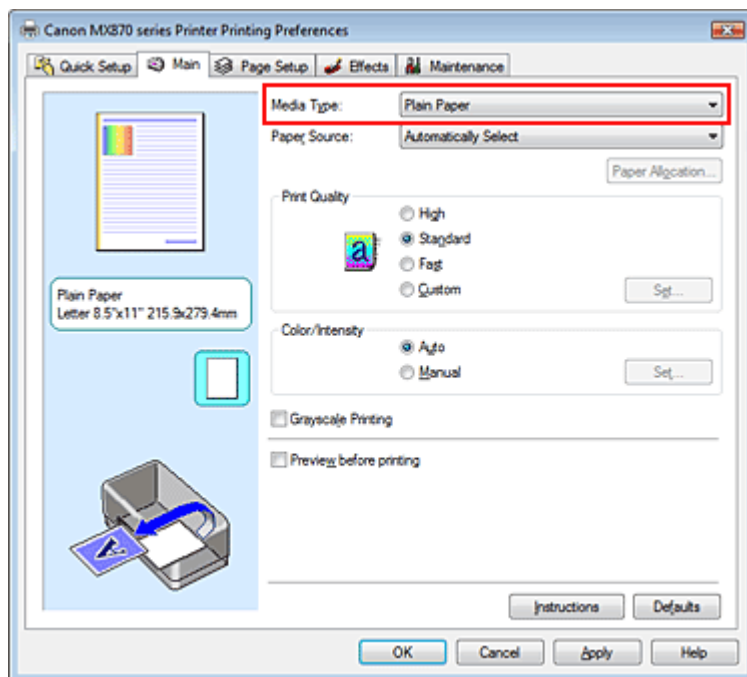 Canon MX870 series Printer Printing Preferences
Quick Setup Main Page Setup Effects Maintenance
Media Type: Plain Paper
Paper Source: Automatically Select
Paper Allocation...
Print Quality
High
a
Standard
Fast
Custom Set...
Plain Paper
Letter 8.5"x11" 215.9x279.4mm
Color/Intensity
Auto
Manual Set...
Grayscale Printing
Preview before printing
A
Instructions Defaults
OK Cancel Apply Help